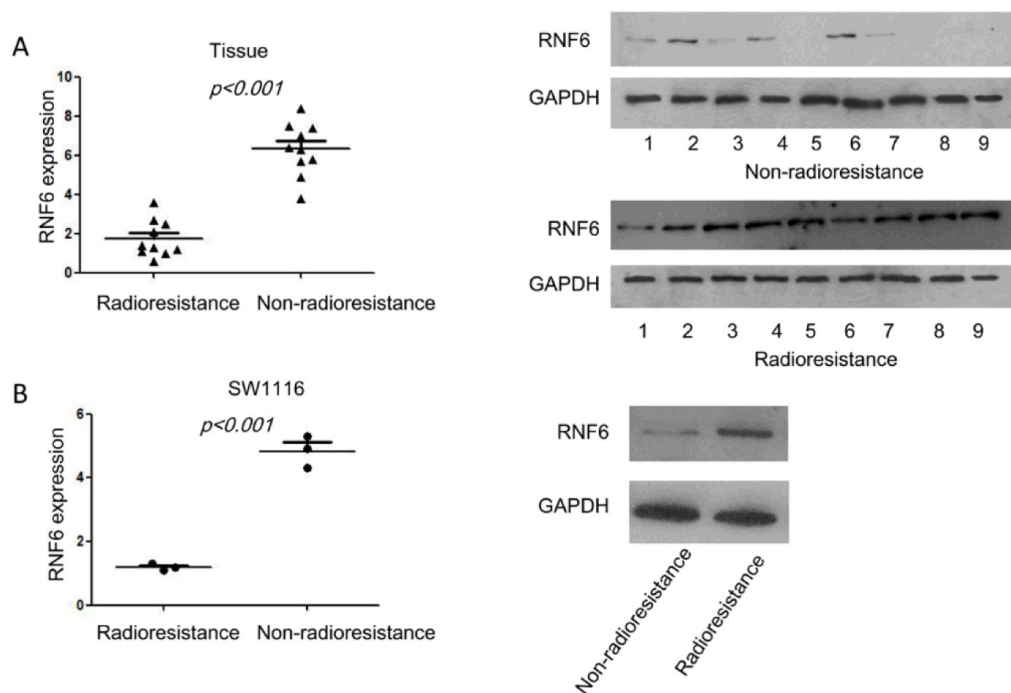 A
Tissue
p<0.001
10
8
6
4
2
0
RNF6 expression
Radioresistance Non-radioresistance
RNF6
GAPDH
1 2 3 4 5 6 7 8 9
Non-radioresistance
RNF6
GAPDH
1 2 3 4 5 6 7 8 9
Radioresistance
B
SW1116
p<0.001
6
4
2
0
RNF6 expression
Radioresistance Non-radioresistance
RNF6
GAPDH
Non-radioresistance
Radioresistance